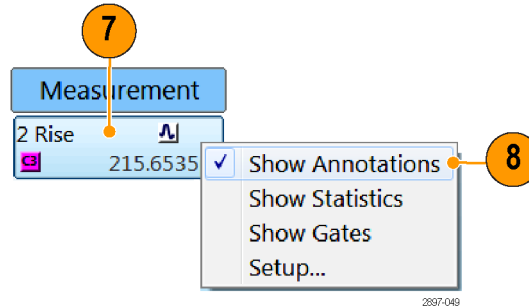 7
Measurement
2 Rise
C3 215.6535
✓ Show Annotations
8
Show Statistics
Show Gates
Setup...
2897-049